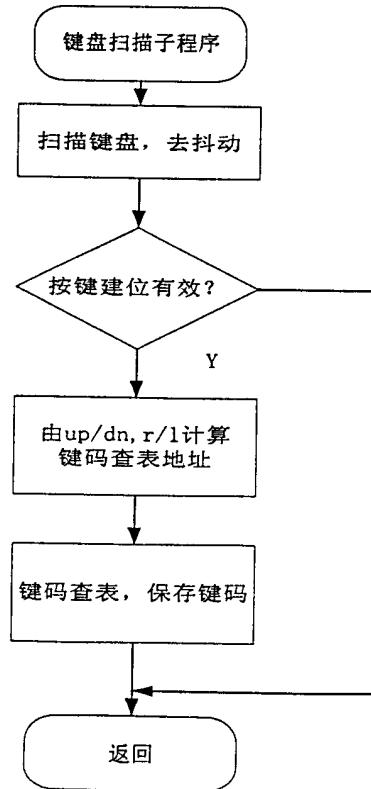 键盘扫描子程序
扫描键盘，去抖动
按键建位有效？
Y
由up/dn,r/l计算
键码查表地址
键码查表，保存键码
返回